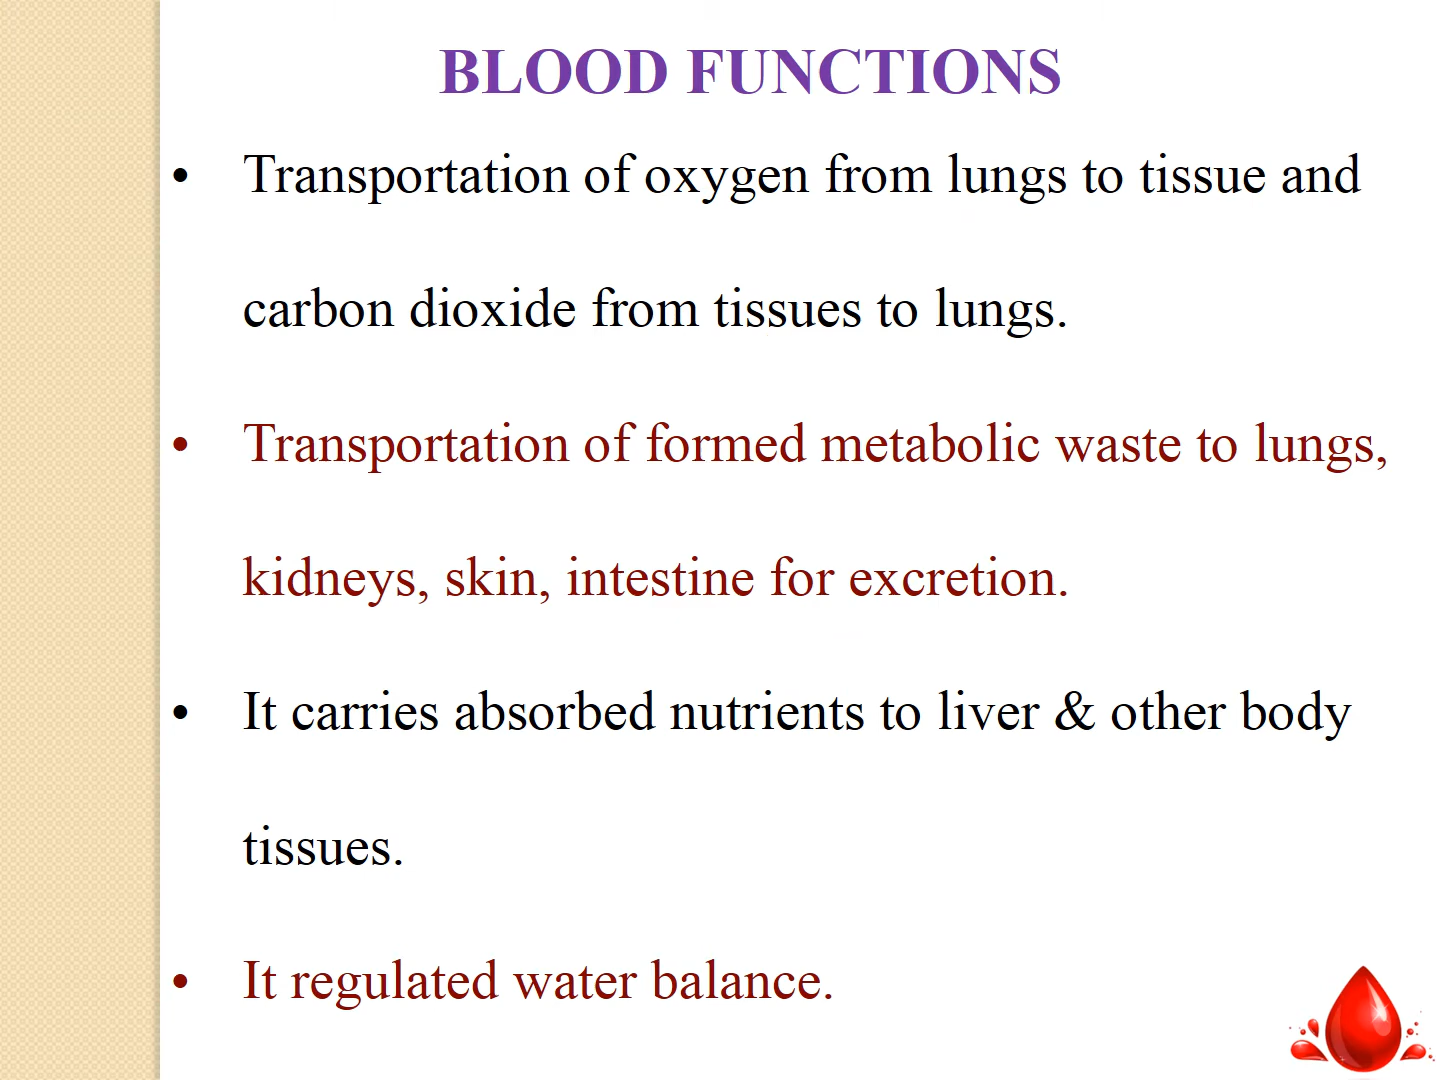 BLOOD FUNCTIONS
• Transportation of oxygen from lungs to tissue and
carbon dioxide from tissues to lungs.
• Transportation of formed metabolic waste to lungs,
kidneys, skin, intestine for excretion.
• It carries absorbed nutrients to liver & other body
tissues.
• It regulated water balance.